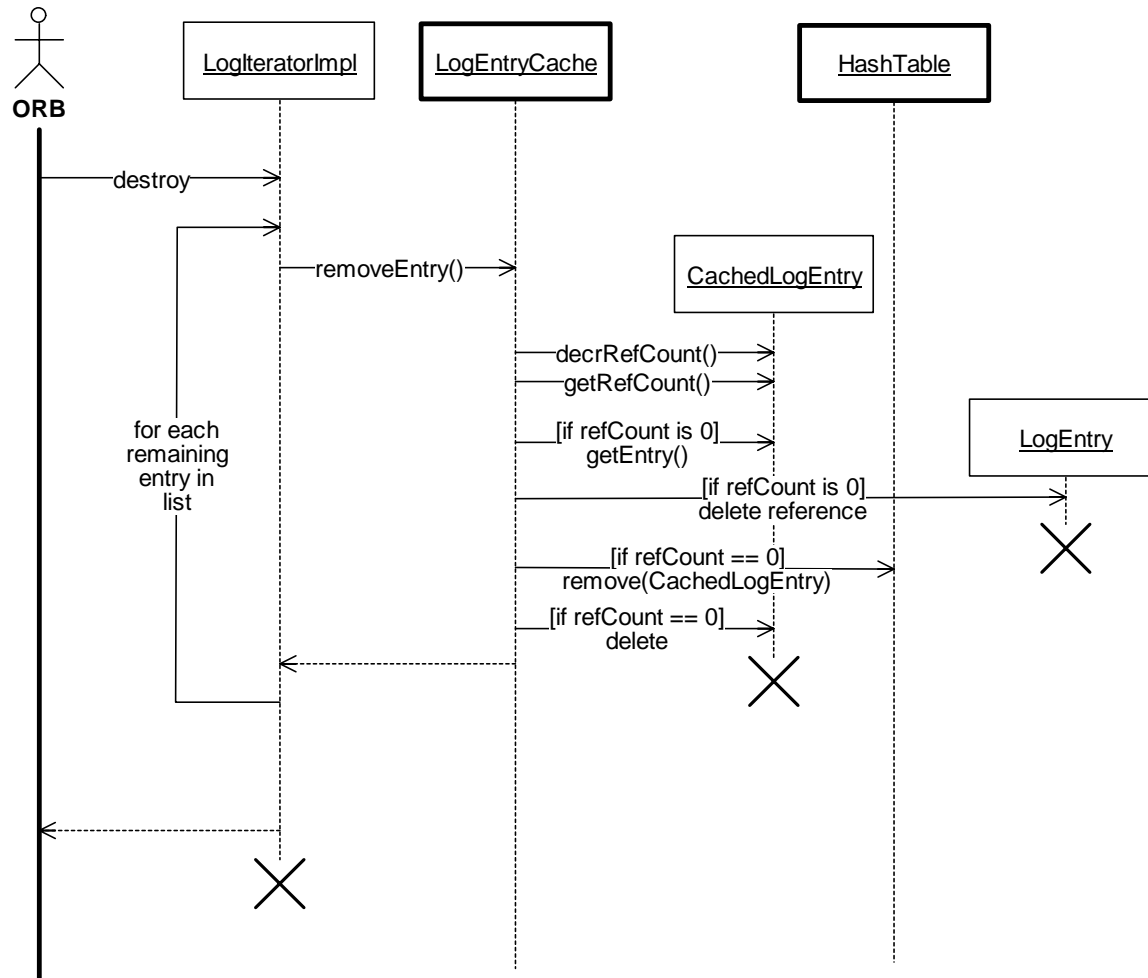 ORB
LogIteratorImpl
LogEntryCache
HashTable
destroy
removeEntry()
CachedLogEntry
decrRefCount()
getRefCount()
for each
remaining
entry in
list
[if refCount is 0]
getEntry()
LogEntry
[if refCount is 0]
delete reference
[if refCount == 0]
remove(CachedLogEntry)
[if refCount == 0]
delete